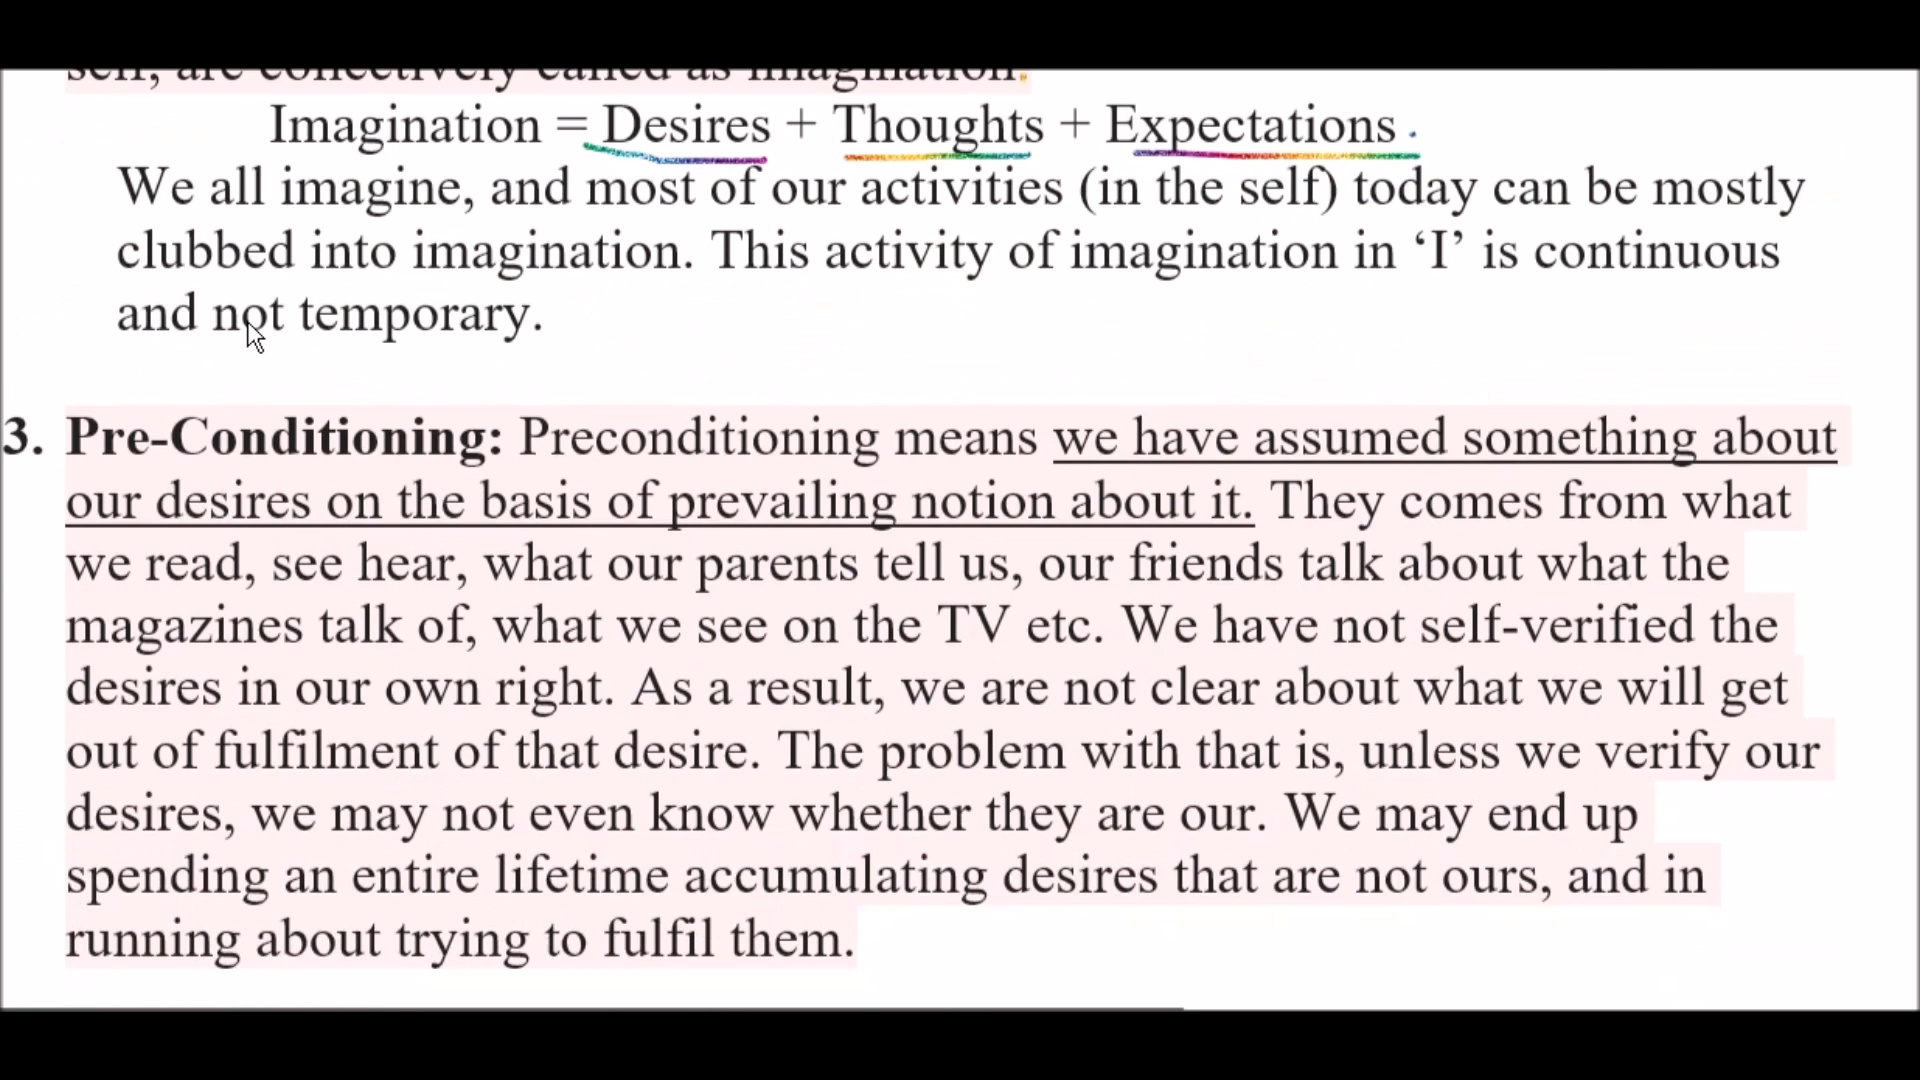 self, are collectively called as imagination.
Imagination = Desires + Thoughts + Expectations .
We all imagine, and most of our activities (in the self) today can be mostly
clubbed into imagination. This activity of imagination in ‘I’ is continuous
and not temporary.
3. Pre-Conditioning: Preconditioning means we have assumed something about
our desires on the basis of prevailing notion about it. They comes from what
we read, see hear, what our parents tell us, our friends talk about what the
magazines talk of, what we see on the TV etc. We have not self-verified the
desires in our own right. As a result, we are not clear about what we will get
out of fulfilment of that desire. The problem with that is, unless we verify our
desires, we may not even know whether they are our. We may end up
spending an entire lifetime accumulating desires that are not ours, and in
running about trying to fulfil them.